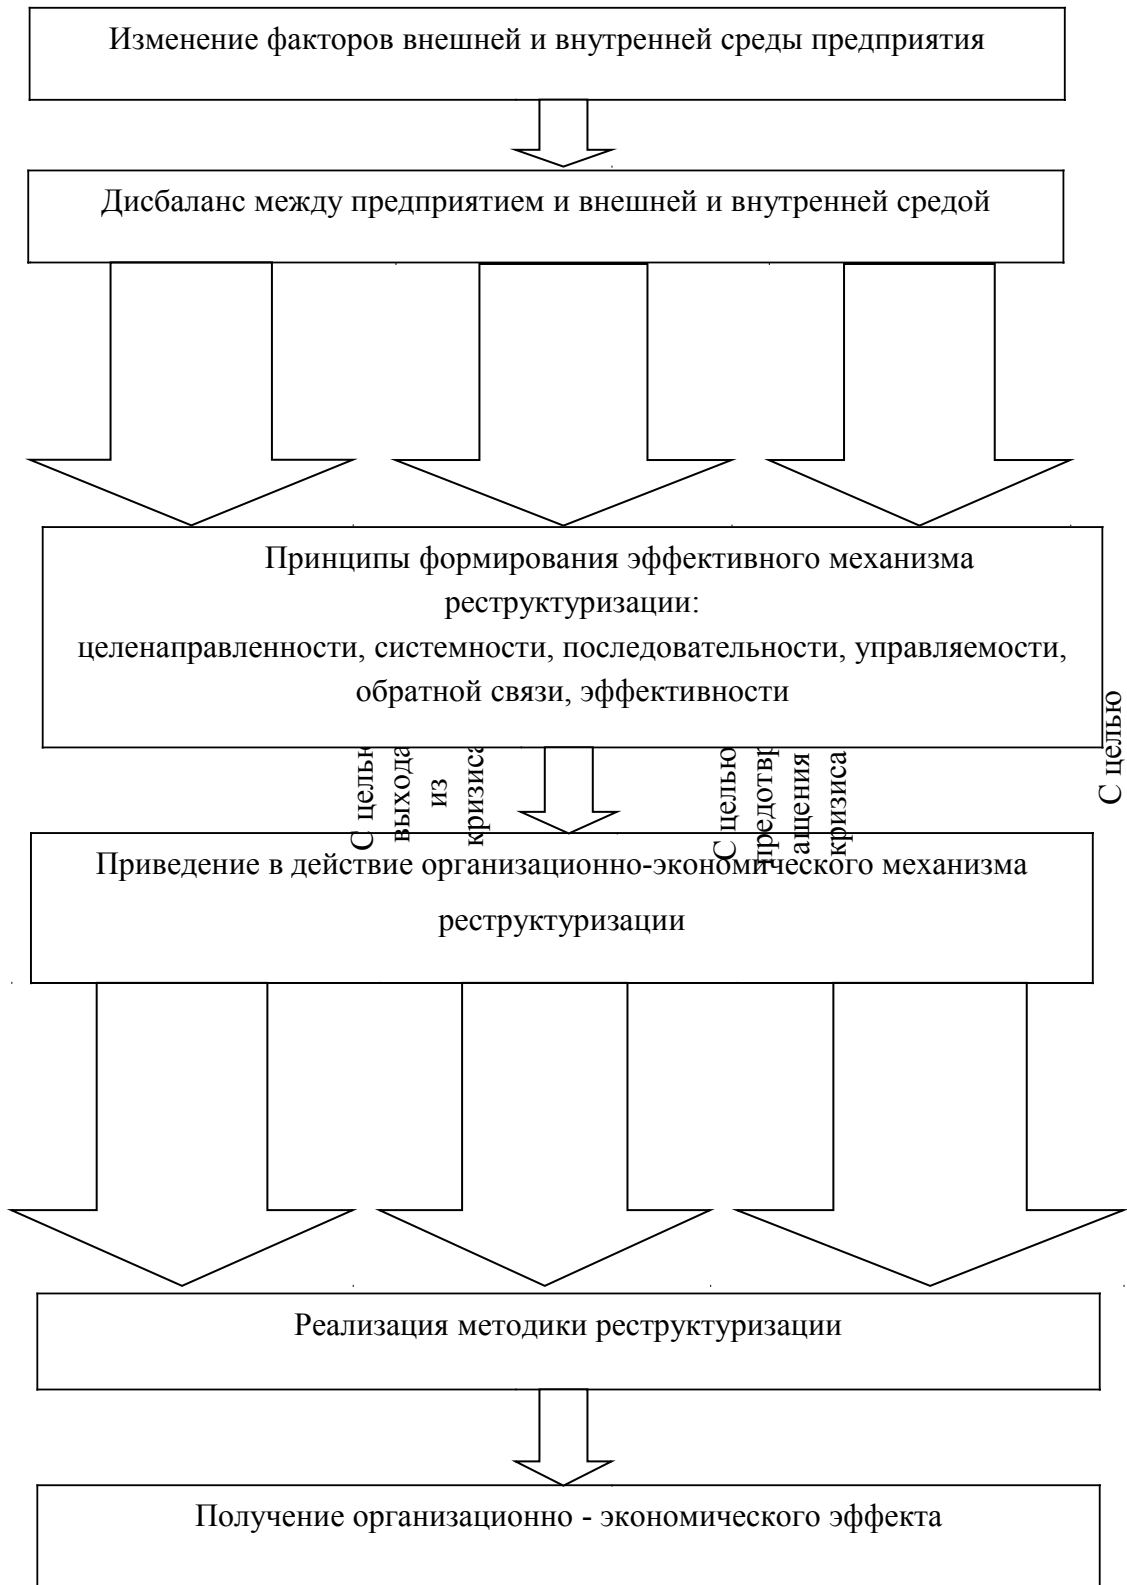 Изменение факторов внешней и внутренней среды предприятия
Дисбаланс между предприятием и внешней и внутренней средой
Принципы формирования эффективного механизма
реструктуризации:
целенаправленности, системности, последовательности, управляемости,
обратной связи, эффективности
С целью
выхода
из
кризиса
С целью
предотвр
ащения
кризиса
С целью
Приведение в действие организационно-экономического механизма
реструктуризации
Реализация методики реструктуризации
Получение организационно - экономического эффекта